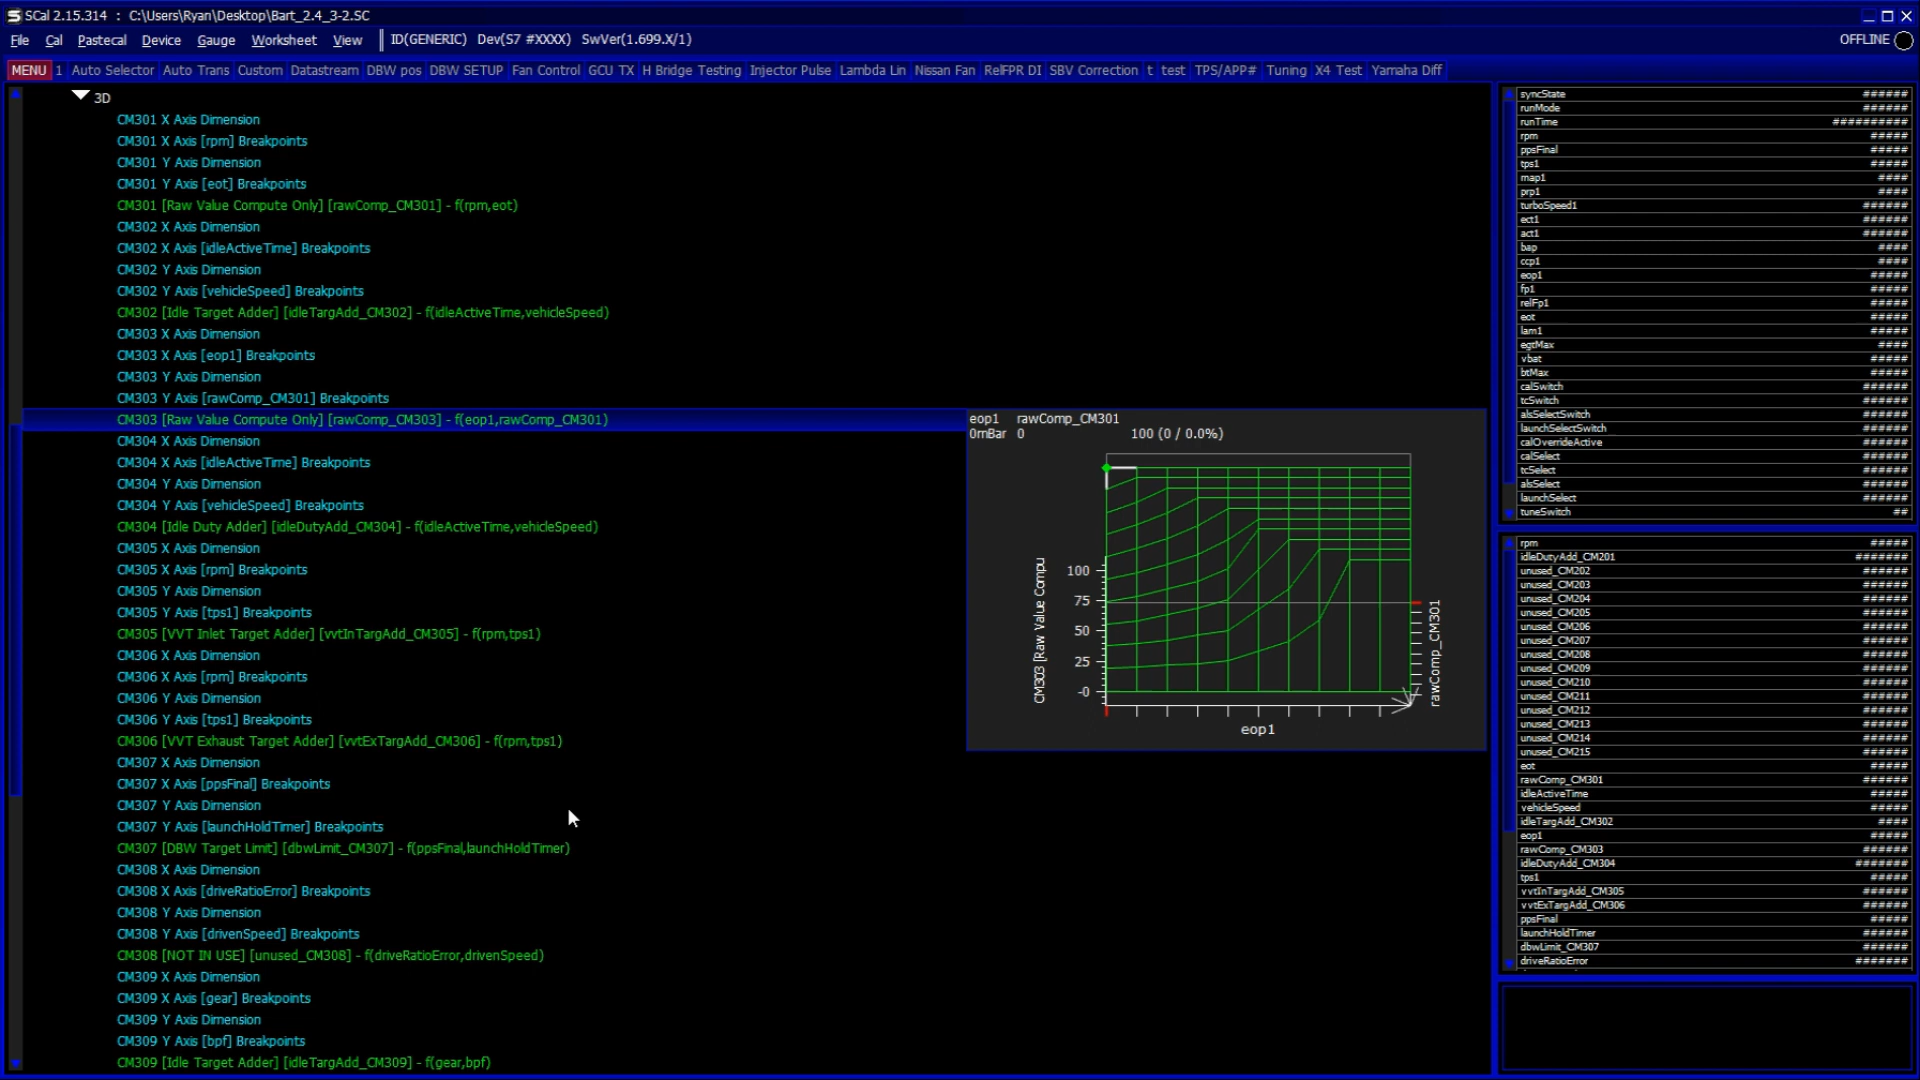 SCal 2.15.314 : C:\Users\Ryan\Desktop\Bart_2.4_3-2.SC
File Cal Pastecal Device Gauge Worksheet View ID(GENERIC) Dev(S7 #XXXX) SwVer(1.699.X/1)
OFFLINE
MENU 1 Auto Selector Auto Trans Custom Datastream DBW pos DBW SETUP Fan Control GCU TX H Bridge Testing Injector Pulse Lambda Lin Nissan Fan RelFPR DI SBV Correction t test TPS/APP# Tuning X4 Test Yamaha Diff
3D
CM301 X Axis Dimension
CM301 X Axis [rpm] Breakpoints
CM301 Y Axis Dimension
CM301 Y Axis [eot] Breakpoints
CM301 [Raw Value Compute Only] [rawComp_CM301] - f(rpm,eot)
CM302 X Axis Dimension
CM302 X Axis [idleActiveTime] Breakpoints
CM302 Y Axis Dimension
CM302 Y Axis [vehicleSpeed] Breakpoints
CM302 [Idle Target Adder] [idleTargAdd_CM302] - f(idleActiveTime,vehicleSpeed)
CM303 X Axis Dimension
CM303 X Axis [eop1] Breakpoints
CM303 Y Axis Dimension
CM303 Y Axis [rawComp_CM301] Breakpoints
CM303 [Raw Value Compute Only] [rawComp_CM303] - f(eop1,rawComp_CM301)
CM304 X Axis Dimension
CM304 X Axis [idleActiveTime] Breakpoints
CM304 Y Axis Dimension
CM304 Y Axis [vehicleSpeed] Breakpoints
CM304 [Idle Duty Adder] [idleDutyAdd_CM304] - f(idleActiveTime,vehicleSpeed)
CM305 X Axis Dimension
CM305 X Axis [rpm] Breakpoints
CM305 Y Axis Dimension
CM305 Y Axis [tps1] Breakpoints
CM305 [VVT Inlet Target Adder] [vvtInTargAdd_CM305] - f(rpm,tps1)
CM306 X Axis Dimension
CM306 X Axis [rpm] Breakpoints
CM306 Y Axis Dimension
CM306 Y Axis [tps1] Breakpoints
CM306 [VVT Exhaust Target Adder] [vvtExTargAdd_CM306] - f(rpm,tps1)
CM307 X Axis Dimension
CM307 X Axis [ppsFinal] Breakpoints
CM307 Y Axis Dimension
CM307 Y Axis [launchHoldTimer] Breakpoints
CM307 [DBW Target Limit] [dbwLimit_CM307] - f(ppsFinal,launchHoldTimer)
CM308 X Axis Dimension
CM308 X Axis [driveRatioError] Breakpoints
CM308 Y Axis Dimension
CM308 Y Axis [drivenSpeed] Breakpoints
CM308 [NOT IN USE] [unused_CM308] - f(driveRatioError,drivenSpeed)
CM309 X Axis Dimension
CM309 X Axis [gear] Breakpoints
CM309 Y Axis Dimension
CM309 Y Axis [bpf] Breakpoints
CM309 [Idle Target Adder] [idleTargAdd_CM309] - f(gear,bpf)
eop1 rawComp_CM301
0mBar 0 100 (0 / 0.0%)
CM303 [Raw Value Compu
100
75
50
25
-0
eop1
rawComp_CM301
syncState ######
runMode ######
runTime ##########
rpm #####
ppsFinal #####
tps1 #####
map1 ####
prp1 ####
turboSpeed1 ######
ect1 ######
act1 ######
bap ####
ccp1 ####
eop1 #####
fp1 #####
relFp1 #####
eot #####
lam1 #####
egtMax ####
vbat #####
btMax #####
calSwitch ######
tcSwitch ######
alsSelectSwitch ######
launchSelectSwitch ######
calOverrideActive ######
calSelect ######
tcSelect ######
alsSelect ######
launchSelect ######
tuneSwitch ##
rpm #####
idleDutyAdd_CM201 #######
unused_CM202 #####
unused_CM203 #####
unused_CM204 #####
unused_CM205 #####
unused_CM206 #####
unused_CM207 #####
unused_CM208 #####
unused_CM209 #####
unused_CM210 #####
unused_CM211 #####
unused_CM212 #####
unused_CM213 #####
unused_CM214 #####
unused_CM215 #####
eot #####
rawComp_CM301 ######
idleActiveTime #####
vehicleSpeed #####
idleTargAdd_CM302 ####
eop1 #####
rawComp_CM303 ######
idleDutyAdd_CM304 #######
tps1 #####
vvtInTargAdd_CM305 ######
vvtExTargAdd_CM306 ######
ppsFinal #####
launchHoldTimer ######
dbwLimit_CM307 ######
driveRatioError #######